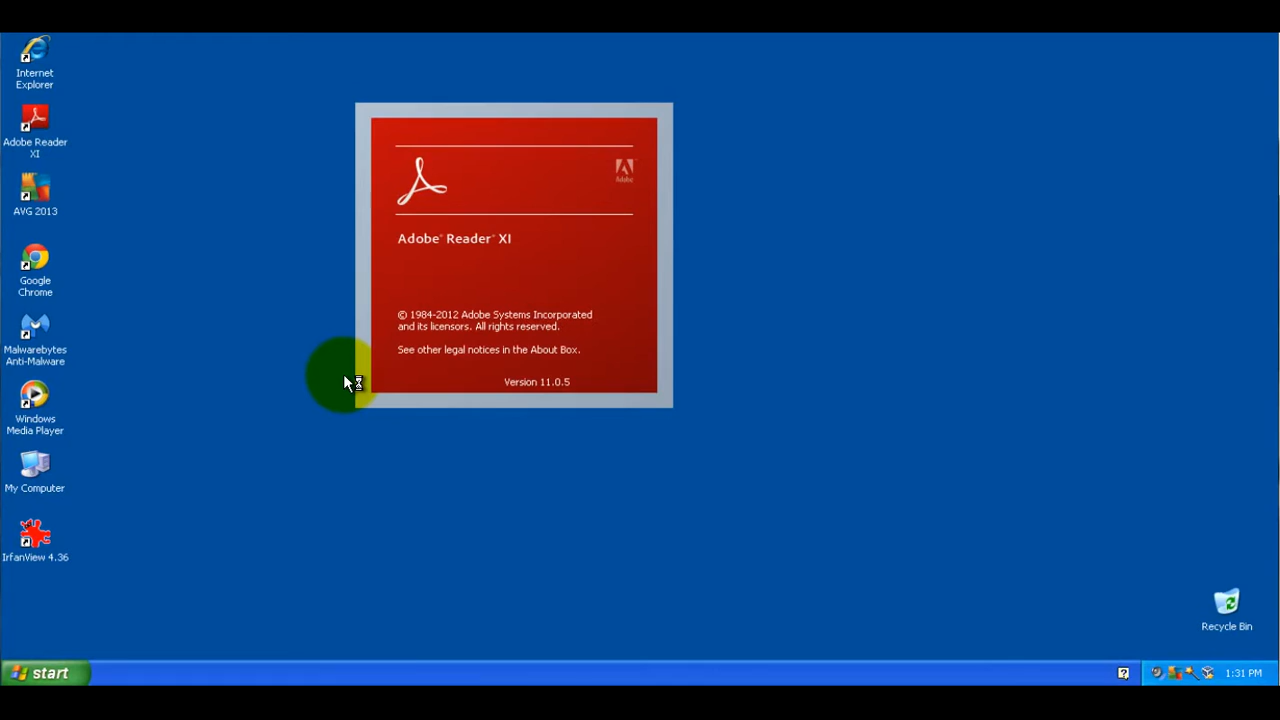 Internet
Explorer
Adobe Reader
XI
AVG 2013
Google
Chrome
Malwarebytes
Anti-Malware
Windows
Media Player
My Computer
IrfanView 4.36
Adobe
Adobe® Reader® XI
© 1984-2012 Adobe Systems Incorporated
and its licensors. All rights reserved.
See other legal notices in the About Box.
Version 11.0.5
Recycle Bin
start
1:31 PM